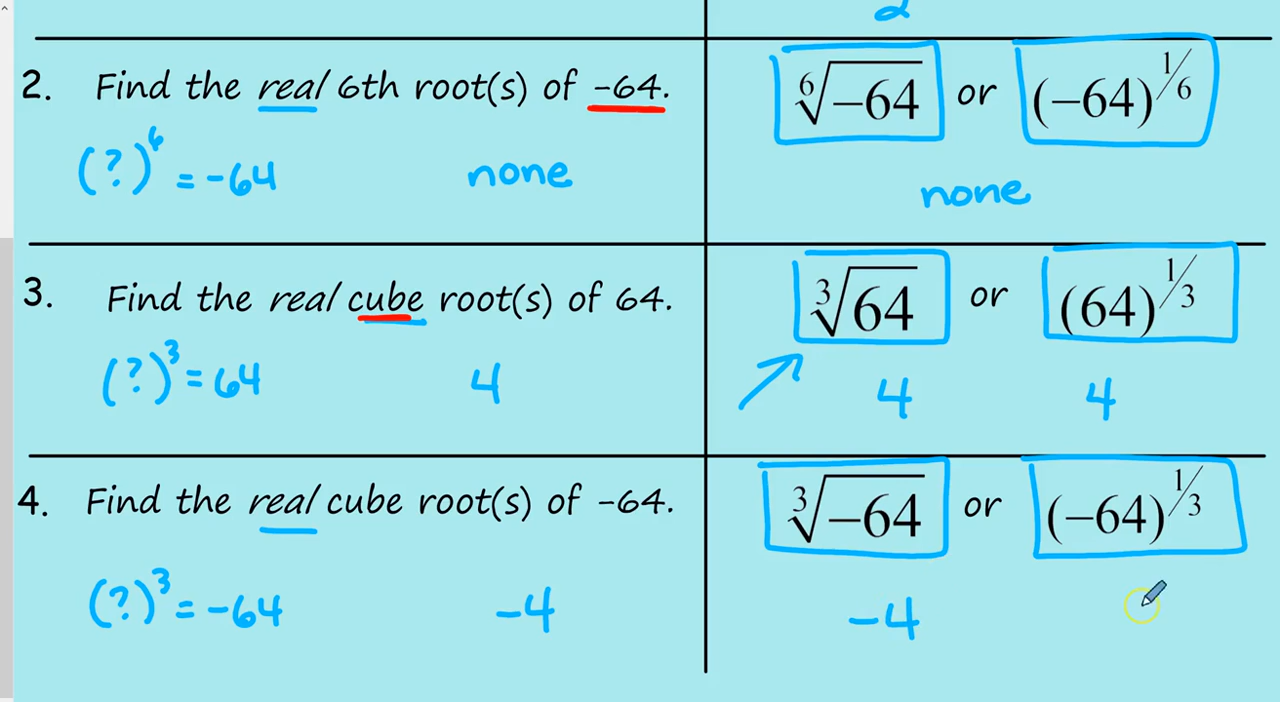 2
2. Find the real 6th root(s) of -64.
⁶√-64 or (-64)^1/6
(?)^6 = -64 none
none
3. Find the real cube root(s) of 64.
³√64 or (64)^1/3
(?)^3 = 64 4
4 4
4. Find the real cube root(s) of -64.
³√-64 or (-64)^1/3
(?)^3 = -64 -4
-4